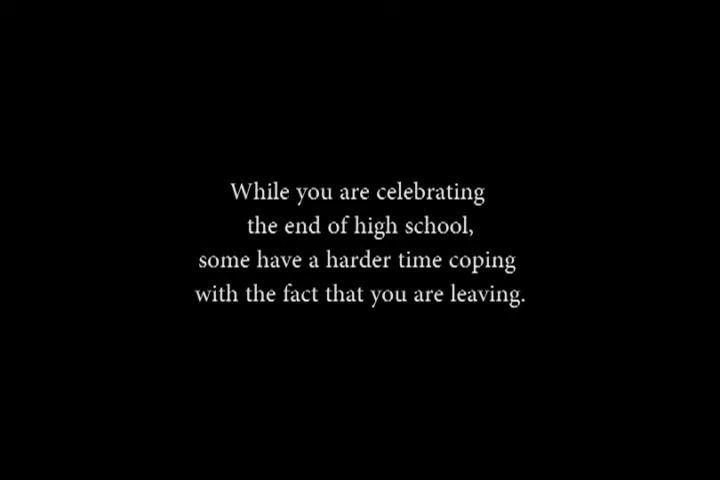 While you are celebrating
the end of high school,
some have a harder time coping
with the fact that you are leaving.